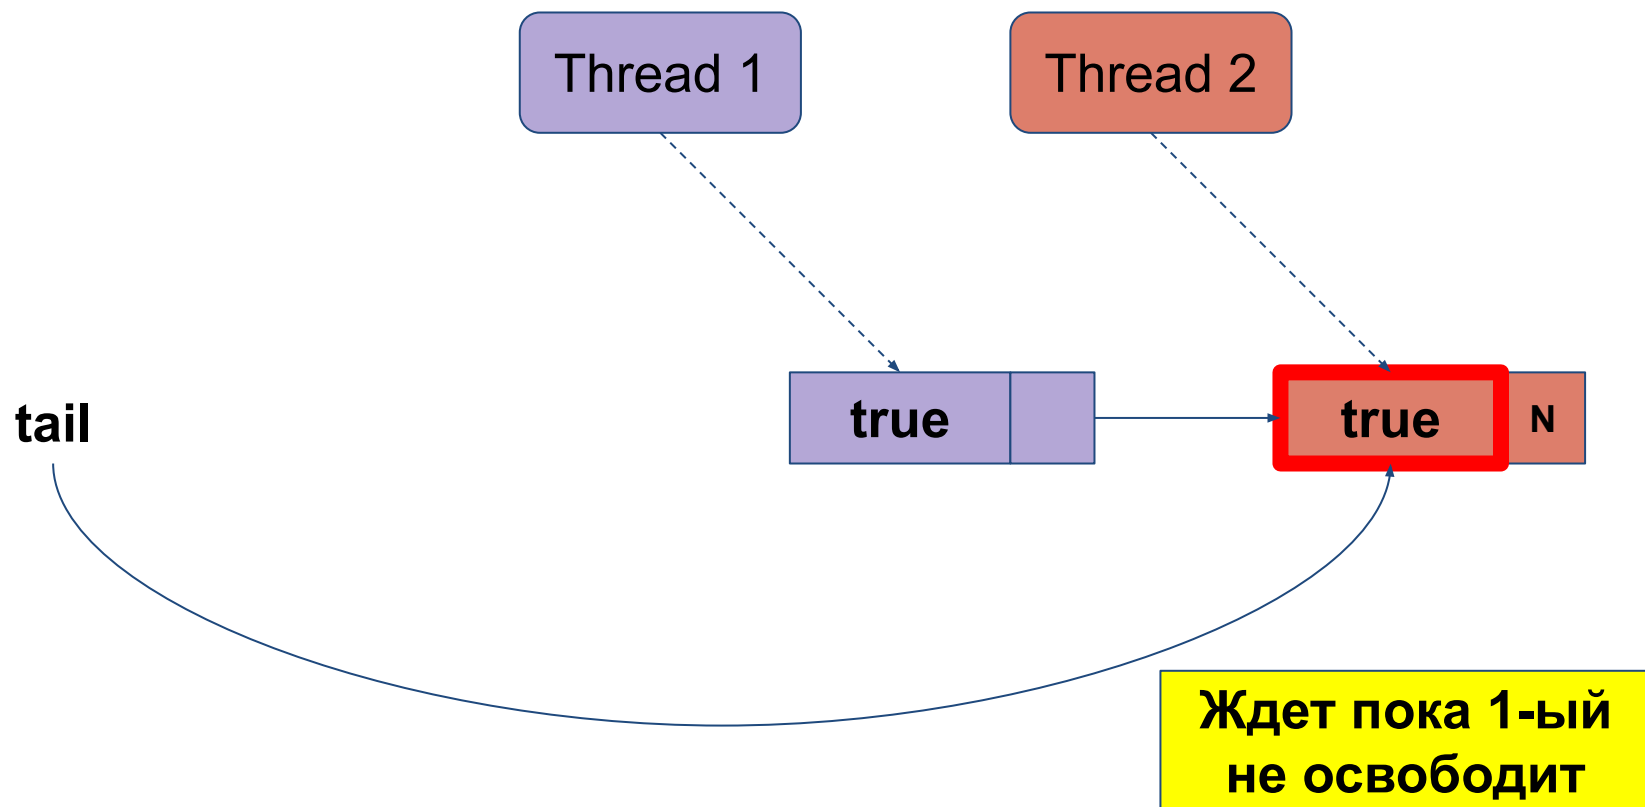 Thread 1
Thread 2
tail
true
true
N
Ждет пока 1-ый
не освободит